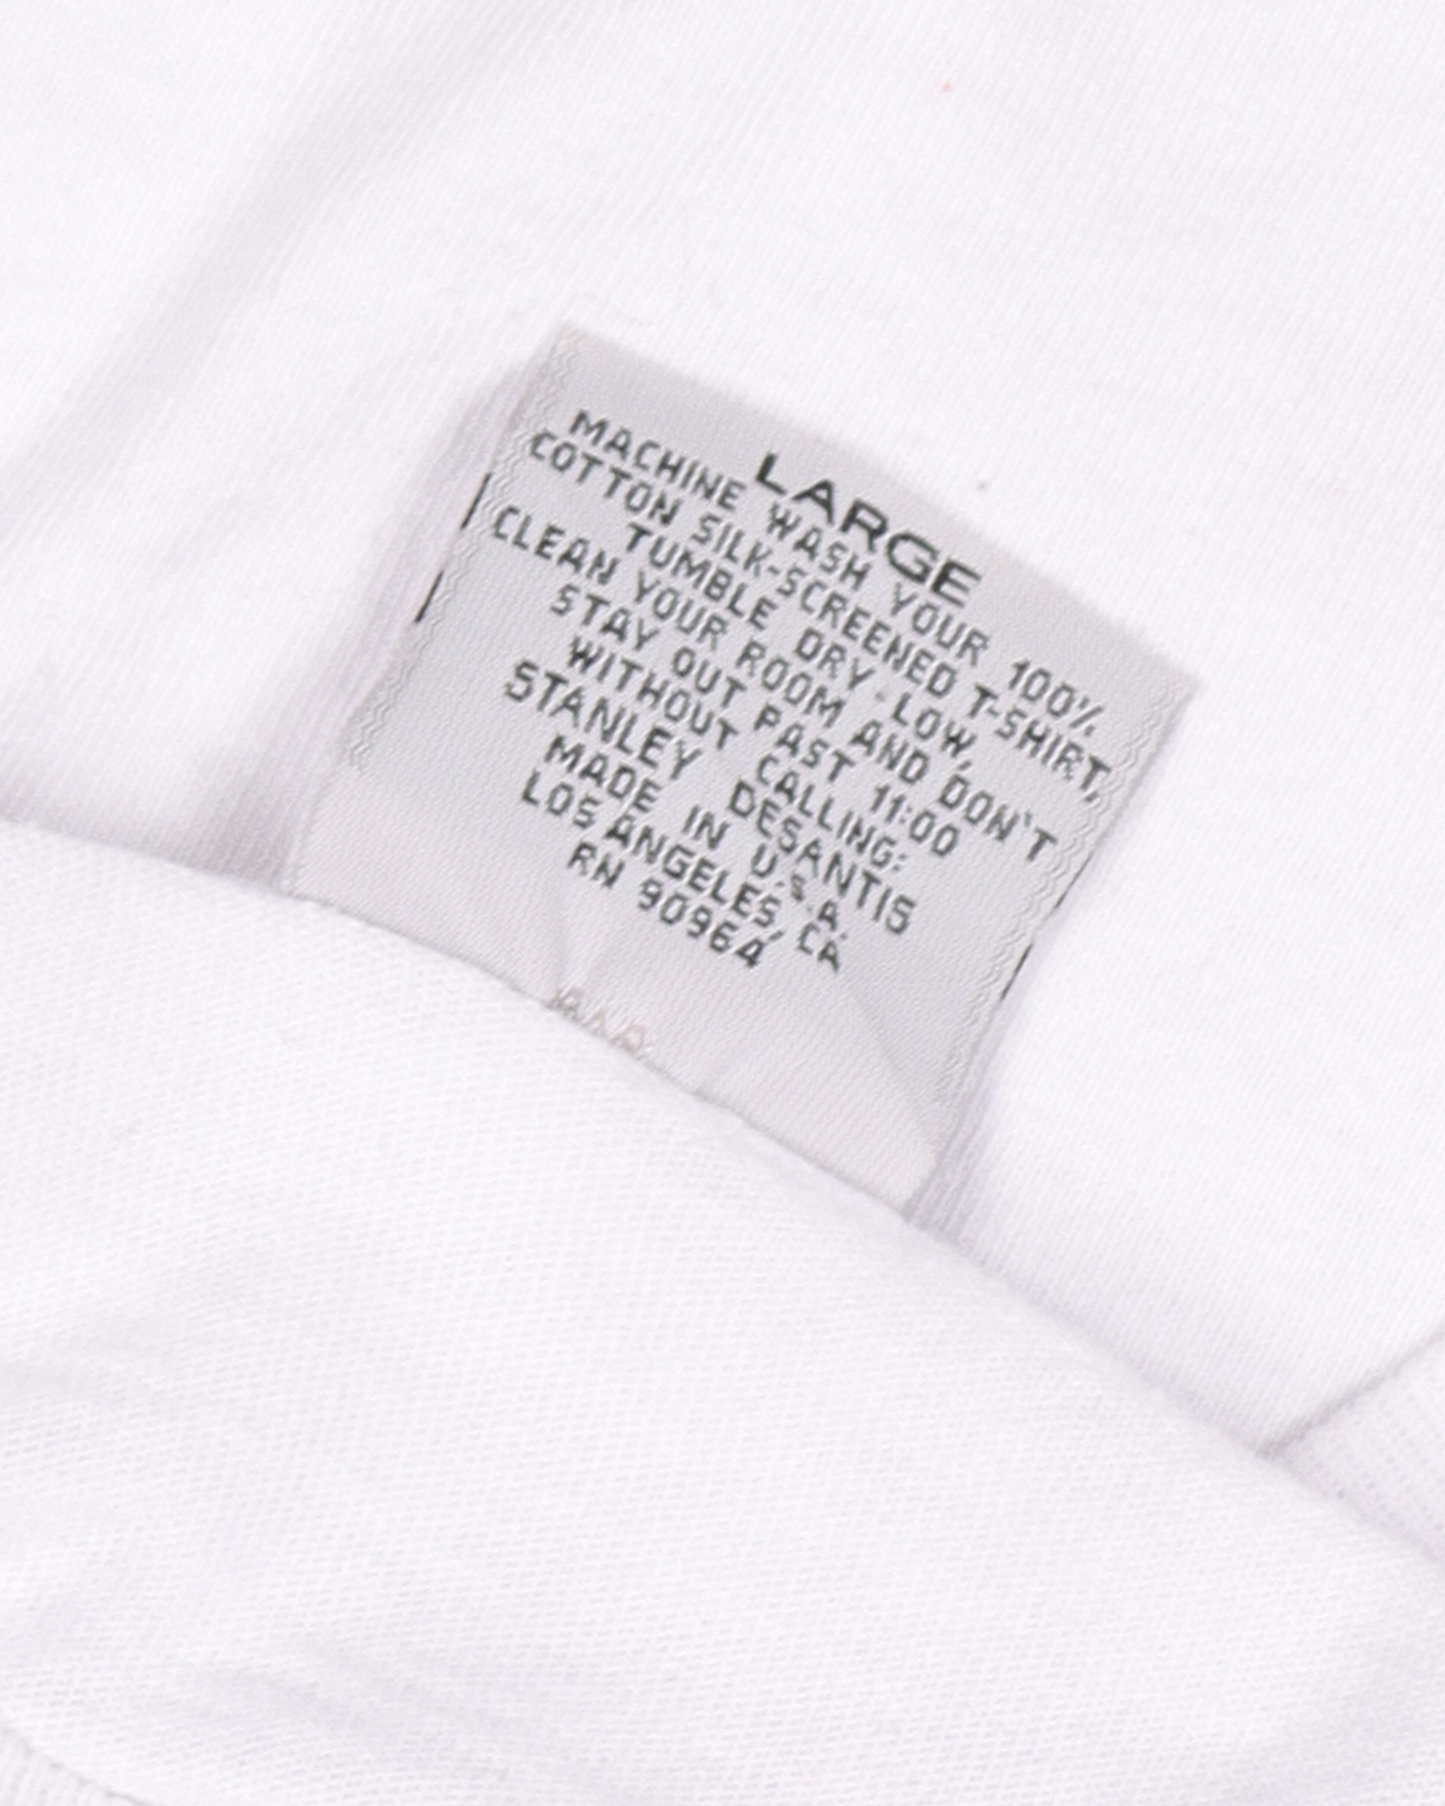 LARGE
MACHINE WASH YOUR 100%
COTTON SILK-SCREENED T-SHIRT,
TUMBLE DRY-LOW,
CLEAN YOUR ROOM AND DON'T
STAY OUT PAST 11:00
WITHOUT CALLING:
STANLEY DESANTIS
MADE IN U.S.A.
LOS ANGELES, CA
RN 90964